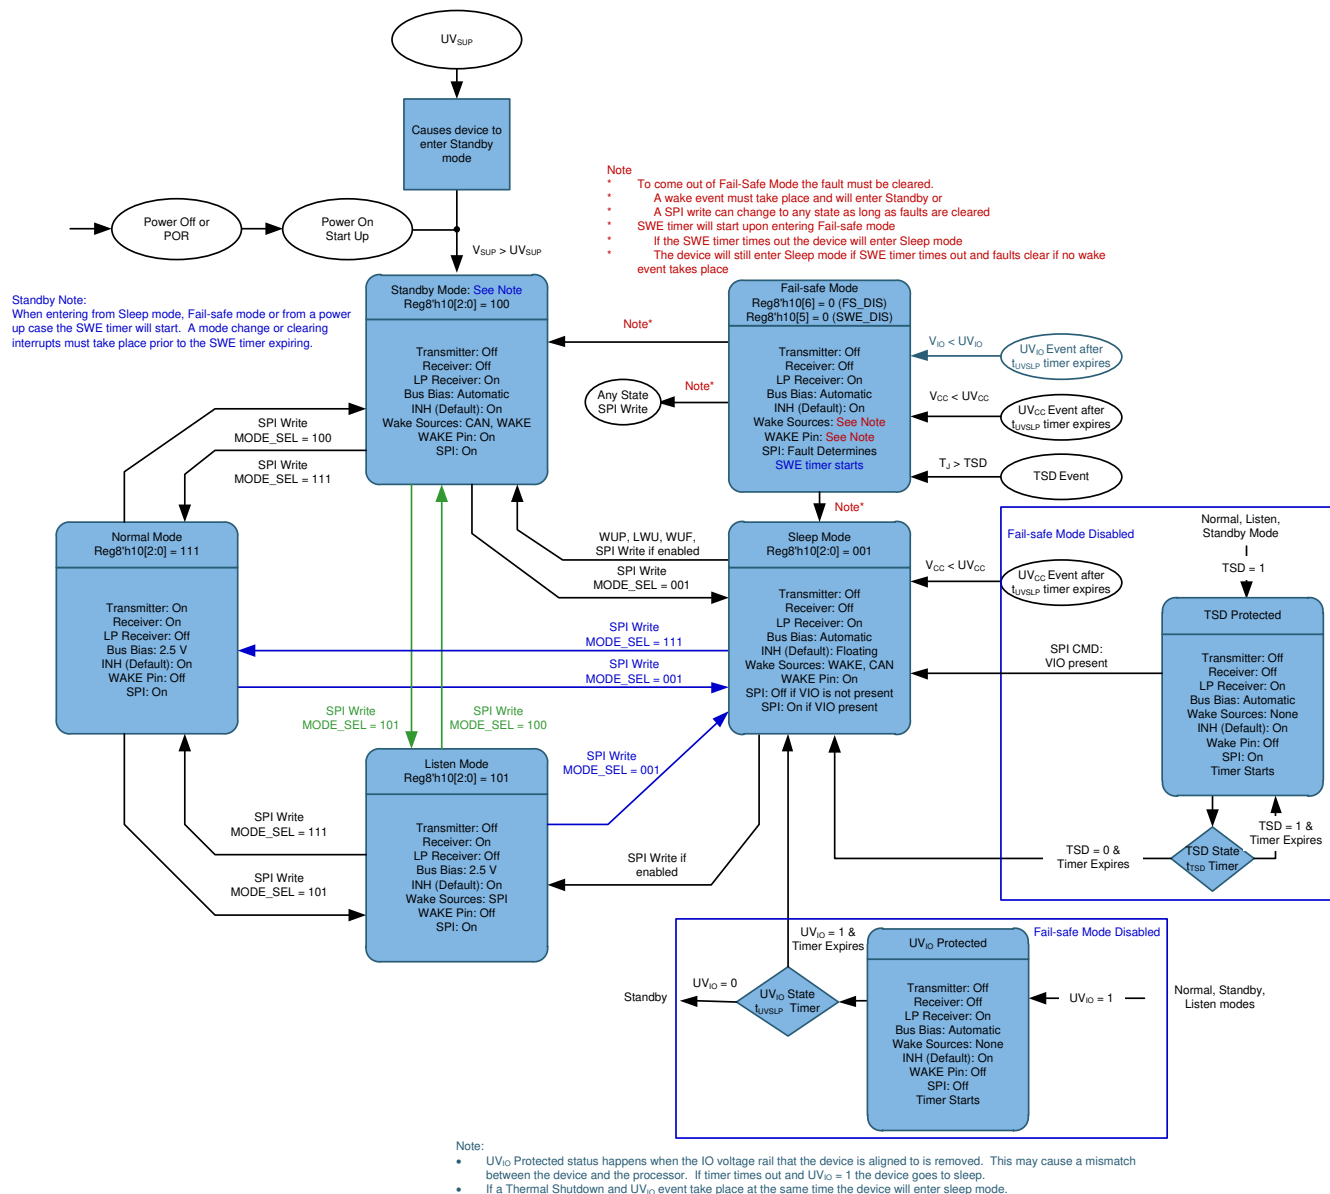 UVSUP
Causes device to
enter Standby
mode
Power Off or
POR
Power On
Start Up
VSUP > UVSUP
Note
* To come out of Fail-Safe Mode the fault must be cleared.
* A wake event must take place and will enter Standby or
* A SPI write can change to any state as long as faults are cleared
* SWE timer will start upon entering Fail-safe mode
* If the SWE timer times out the device will enter Sleep mode
* The device will still enter Sleep mode if SWE timer times out and faults clear if no wake
event takes place
Standby Note:
When entering from Sleep mode, Fail-safe mode or from a power
up case the SWE timer will start. A mode change or clearing
interrupts must take place prior to the SWE timer expiring.
Standby Mode: See Note
Reg8'h10[2:0] = 100
Transmitter: Off
Receiver: Off
LP Receiver: On
Bus Bias: Automatic
INH (Default): On
Wake Sources: CAN, WAKE
WAKE Pin: On
SPI: On
Note*
Any State
SPI Write
Note*
Fail-safe Mode
Reg8'h10[6] = 0 (FS_DIS)
Reg8'h10[5] = 0 (SWE_DIS)
Transmitter: Off
Receiver: Off
LP Receiver: On
Bus Bias: Automatic
INH (Default): On
Wake Sources: See Note
WAKE Pin: See Note
SPI: Fault Determines
SWE timer starts
VIO < UVIO
UVIO Event after
tUVSLP timer expires
VCC < UVCC
UVCC Event after
tUVSLP timer expires
TJ > TSD
TSD Event
Note*
SPI Write
MODE_SEL = 100
SPI Write
MODE_SEL = 111
Normal Mode
Reg8'h10[2:0] = 111
Transmitter: On
Receiver: On
LP Receiver: Off
Bus Bias: 2.5 V
INH (Default): On
WAKE Pin: Off
SPI: On
WUP, LWU, WUF,
SPI Write if enabled
SPI Write
MODE_SEL = 001
Sleep Mode
Reg8'h10[2:0] = 001
Transmitter: Off
Receiver: Off
LP Receiver: On
Bus Bias: Automatic
INH (Default): Floating
Wake Sources: WAKE, CAN
WAKE Pin: On
SPI: Off if VIO is not present
SPI: On if VIO present
VCC < UVCC
Fail-safe Mode Disabled
UVCC Event after
tUVSLP timer expires
Normal, Listen,
Standby Mode
TSD = 1
TSD Protected
Transmitter: Off
Receiver: Off
LP Receiver: On
Bus Bias: Automatic
Wake Sources: None
INH (Default): On
Wake Pin: Off
SPI: On
Timer Starts
SPI CMD:
VIO present
SPI Write
MODE_SEL = 111
SPI Write
MODE_SEL = 001
SPI Write
MODE_SEL = 101
SPI Write
MODE_SEL = 100
SPI Write
MODE_SEL = 001
Listen Mode
Reg8'h10[2:0] = 101
Transmitter: Off
Receiver: On
LP Receiver: Off
Bus Bias: 2.5 V
INH (Default): On
Wake Sources: SPI
WAKE Pin: Off
SPI: On
SPI Write
MODE_SEL = 111
SPI Write
MODE_SEL = 101
SPI Write if
enabled
TSD = 0 &
Timer Expires
TSD State
tTSD Timer
TSD = 1 &
Timer Expires
UVIO = 1 &
Timer Expires
Fail-safe Mode Disabled
Standby
UVIO = 0
UVIO State
tUVSLP Timer
UVIO Protected
Transmitter: Off
Receiver: Off
LP Receiver: On
Bus Bias: Automatic
Wake Sources: None
INH (Default): On
WAKE Pin: Off
SPI: Off
Timer Starts
UVIO = 1
Normal, Standby,
Listen modes
Note:
• UVIO Protected status happens when the IO voltage rail that the device is aligned to is removed. This may cause a mismatch
between the device and the processor. If timer times out and UVIO = 1 the device goes to sleep.
• If a Thermal Shutdown and UVIO event take place at the same time the device will enter sleep mode.